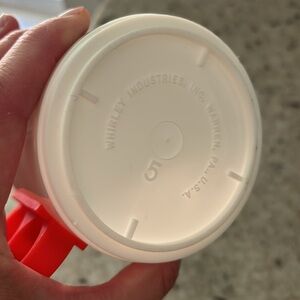 WHIRLEY INDUSTRIES, INC. WARREN, PA., U.S.A.
5